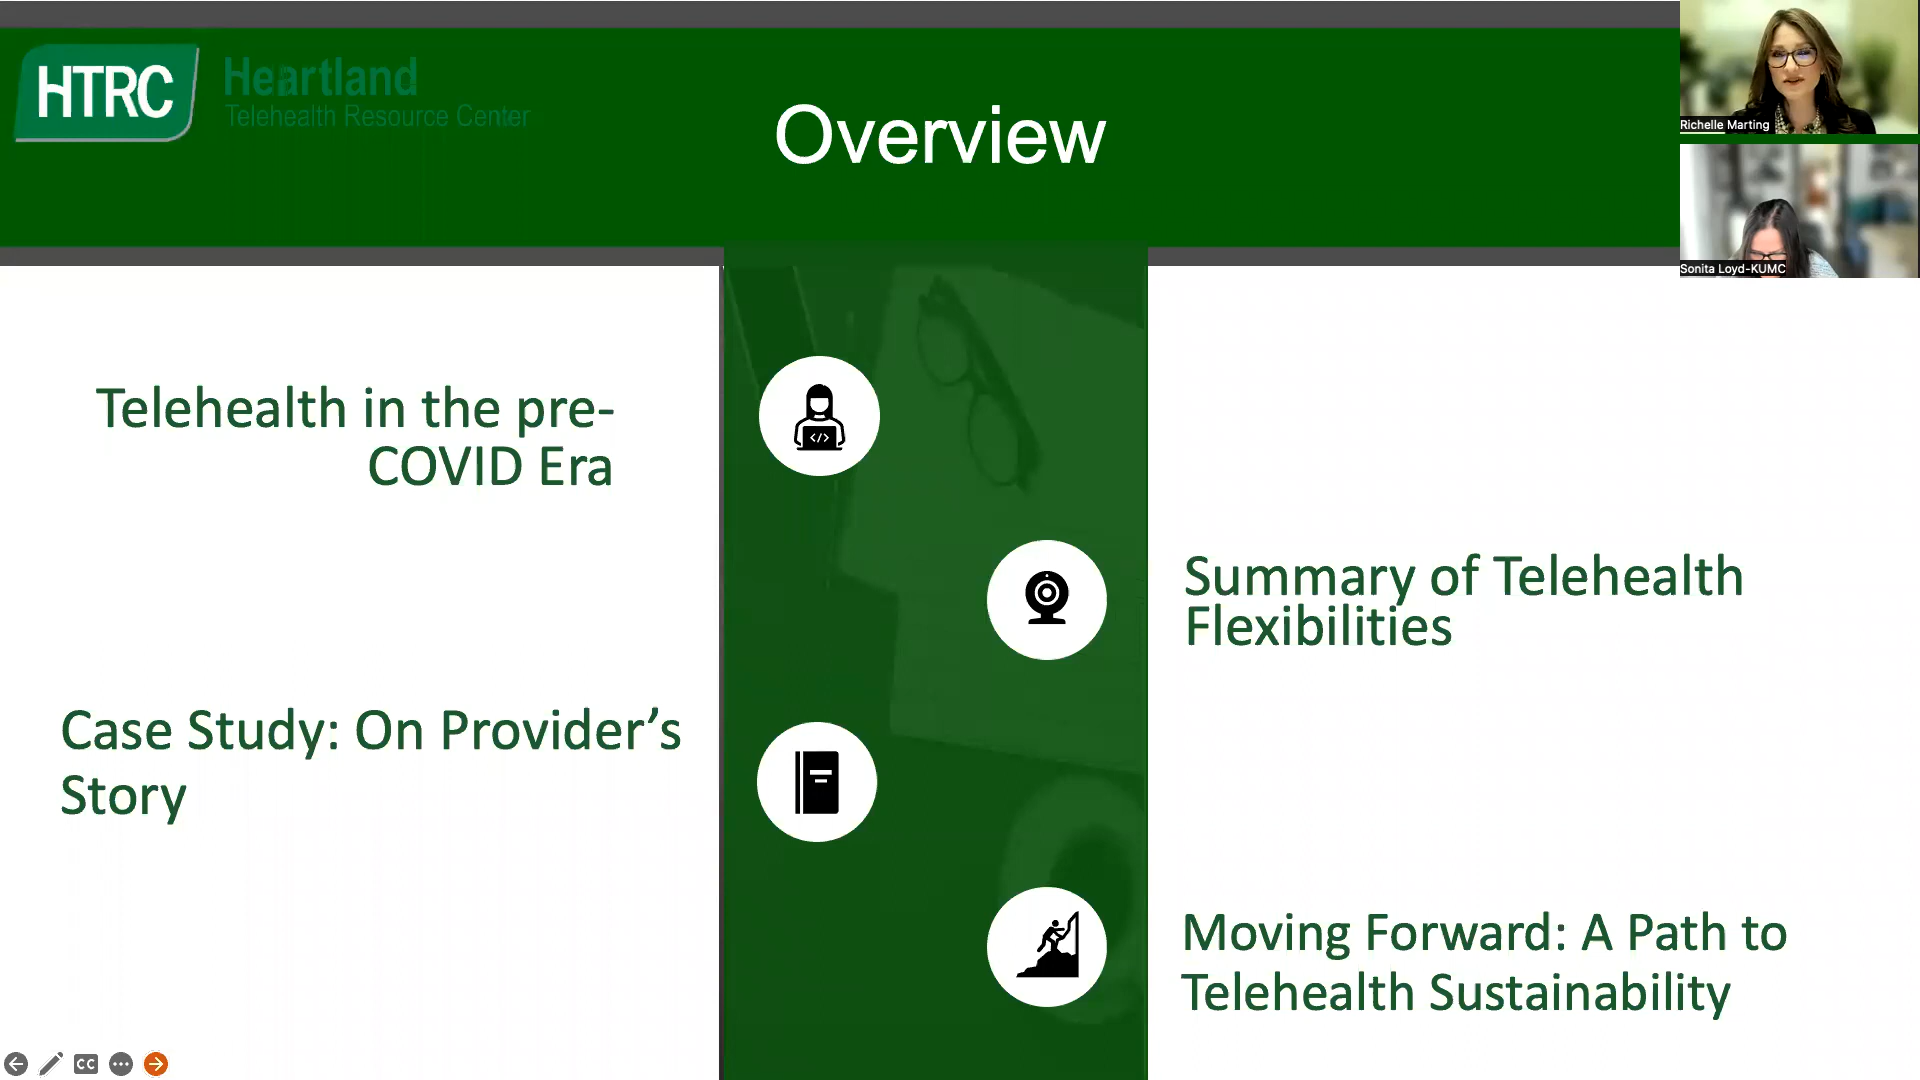 HTRC
Heartland
Telehealth Resource Center
Overview
Richelle Marting
Sonita Loyd-KUMC
Telehealth in the pre-
COVID Era
Summary of Telehealth
Flexibilities
Case Study: On Provider’s
Story
Moving Forward: A Path to
Telehealth Sustainability
</>
CC